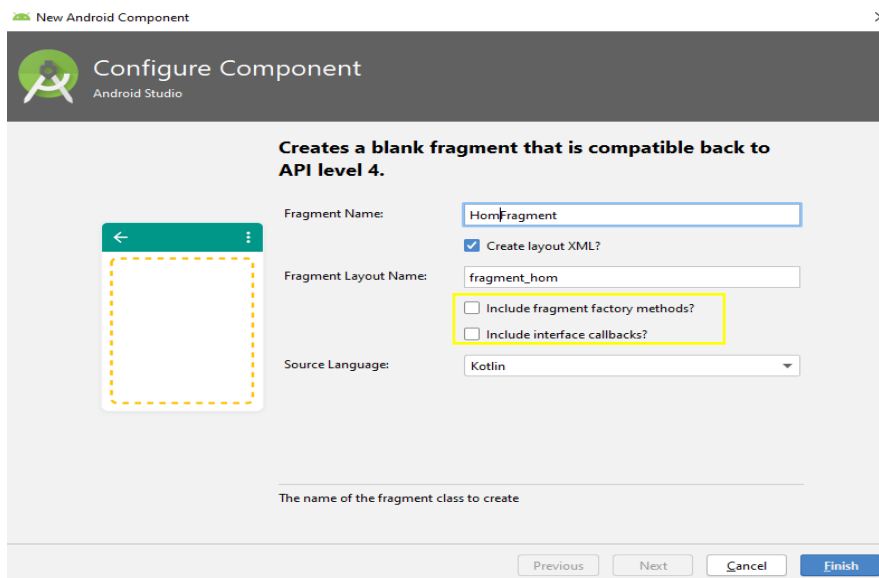 New Android Component
Configure Component
Android Studio
Creates a blank fragment that is compatible back to
API level 4.
Fragment Name:
HomFragment
Create layout XML?
Fragment Layout Name:
fragment_hom
Include fragment factory methods?
Include interface callbacks?
Source Language:
Kotlin
The name of the fragment class to create
Previous
Next
Cancel
Finish